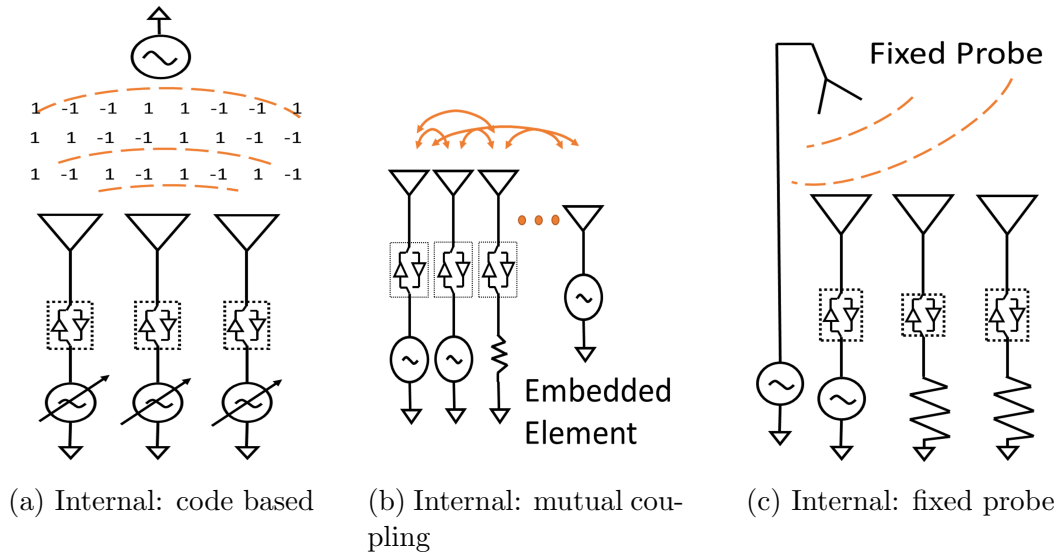 1 -1 -1 1 1 -1 -1 1
1 1 -1 -1 1 1 -1 -1
1 -1 1 -1 1 -1 1 -1
Fixed Probe
Embedded
Element
(a) Internal: code based
(b) Internal: mutual cou-
pling
(c) Internal: fixed probe